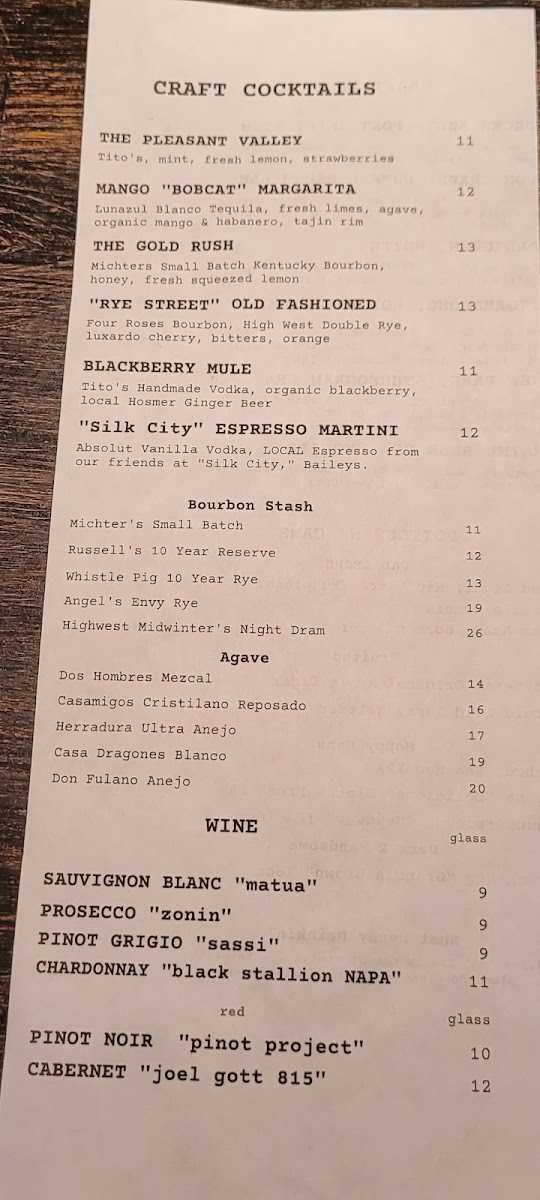 CRAFT COCKTAILS
THE PLEASANT VALLEY 11
Tito's, mint, fresh lemon, strawberries
MANGO "BOBCAT" MARGARITA 12
Lunazul Blanco Tequila, fresh limes, agave,
organic mango & habanero, tajin rim
THE GOLD RUSH 13
Michters Small Batch Kentucky Bourbon,
honey, fresh squeezed lemon
"RYE STREET" OLD FASHIONED 13
Four Roses Bourbon, High West Double Rye,
luxardo cherry, bitters, orange
BLACKBERRY MULE 11
Tito's Handmade Vodka, organic blackberry,
local Hosmer Ginger Beer
"Silk City" ESPRESSO MARTINI 12
Absolut Vanilla Vodka, LOCAL Espresso from
our friends at "Silk City," Baileys.
Bourbon Stash
Michter's Small Batch 11
Russell's 10 Year Reserve 12
Whistle Pig 10 Year Rye 13
Angel's Envy Rye 19
Highwest Midwinter's Night Dram 26
Agave
Dos Hombres Mezcal 14
Casamigos Cristilano Reposado 16
Herradura Ultra Anejo 17
Casa Dragones Blanco 19
Don Fulano Anejo 20
WINE
glass
SAUVIGNON BLANC "matua" 9
PROSECCO "zonin" 9
PINOT GRIGIO "sassi" 9
CHARDONNAY "black stallion NAPA" 11
red glass
PINOT NOIR "pinot project" 10
CABERNET "joel gott 815" 12